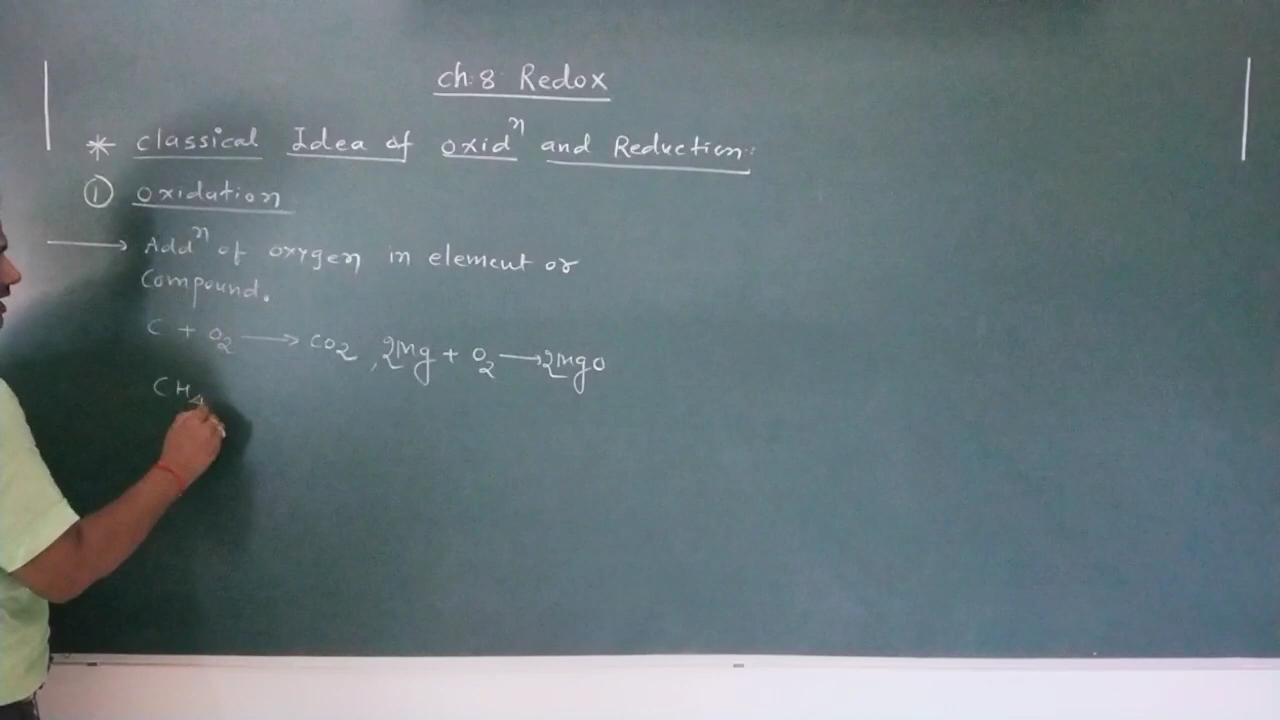 ch.8 Redox
* classical Idea of oxidⁿ and Reduction:
① oxidation
⟶ Addⁿ of oxygen in element or
Compound.
C + O₂ ⟶ CO₂ , 2Mg + O₂ ⟶ 2MgO
CH₄